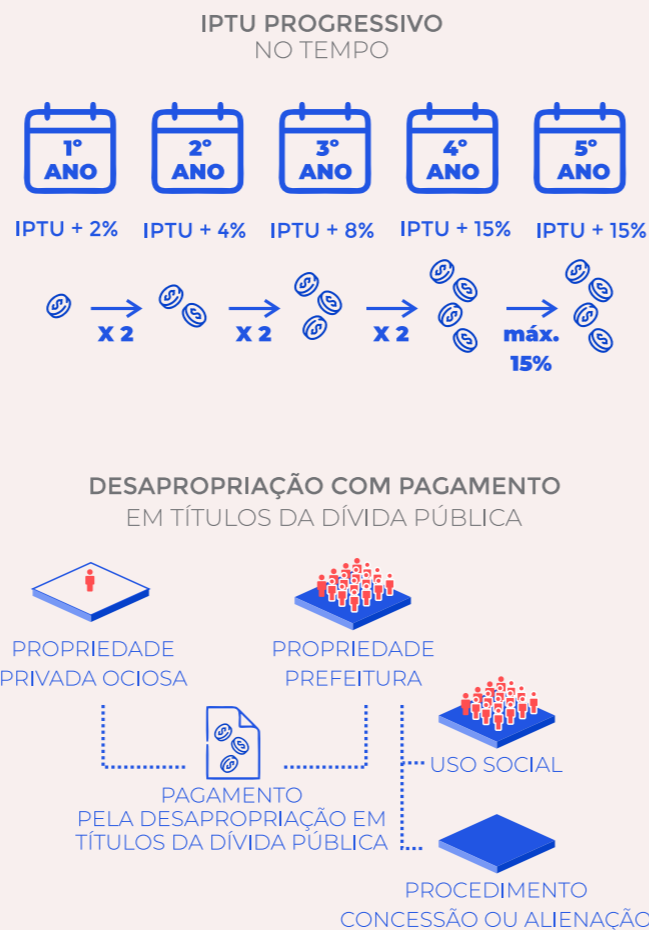 IPTU PROGRESSIVO
NO TEMPO
1º ANO
2º ANO
3º ANO
4º ANO
5º ANO
IPTU + 2%
IPTU + 4%
IPTU + 8%
IPTU + 15%
IPTU + 15%
X 2
X 2
X 2
máx.
15%
DESAPROPRIAÇÃO COM PAGAMENTO
EM TÍTULOS DA DÍVIDA PÚBLICA
PROPRIEDADE
PRIVADA OCIOSA
PROPRIEDADE
PREFEITURA
USO SOCIAL
PAGAMENTO
PELA DESAPROPRIAÇÃO EM
TÍTULOS DA DÍVIDA PÚBLICA
PROCEDIMENTO
CONCESSÃO OU ALIENAÇÃO